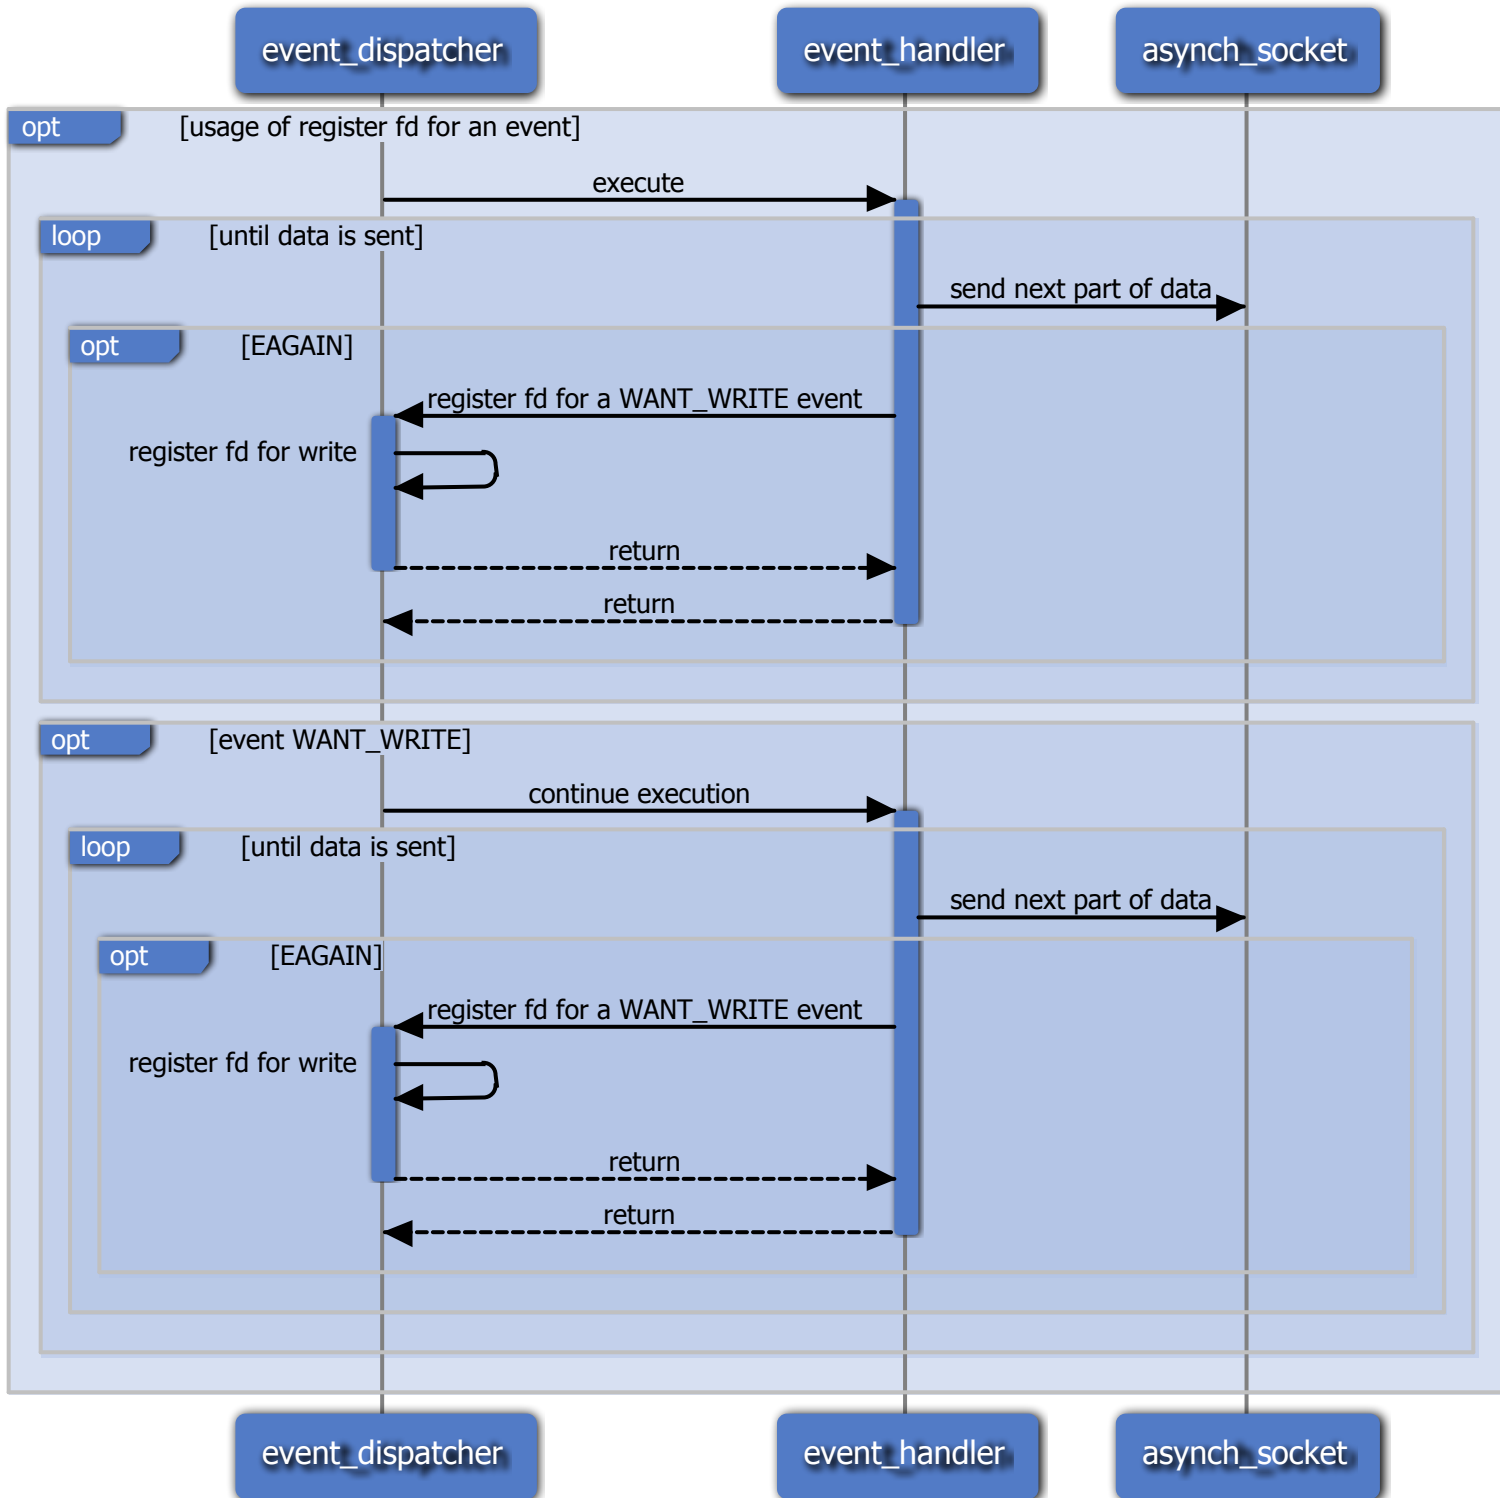 event_dispatcher
event_handler
asynch_socket
opt
[usage of register fd for an event]
execute
loop
[until data is sent]
send next part of data
opt
[EAGAIN]
register fd for a WANT_WRITE event
register fd for write
return
return
opt
[event WANT_WRITE]
continue execution
loop
[until data is sent]
send next part of data
opt
[EAGAIN]
register fd for a WANT_WRITE event
register fd for write
return
return
event_dispatcher
event_handler
asynch_socket